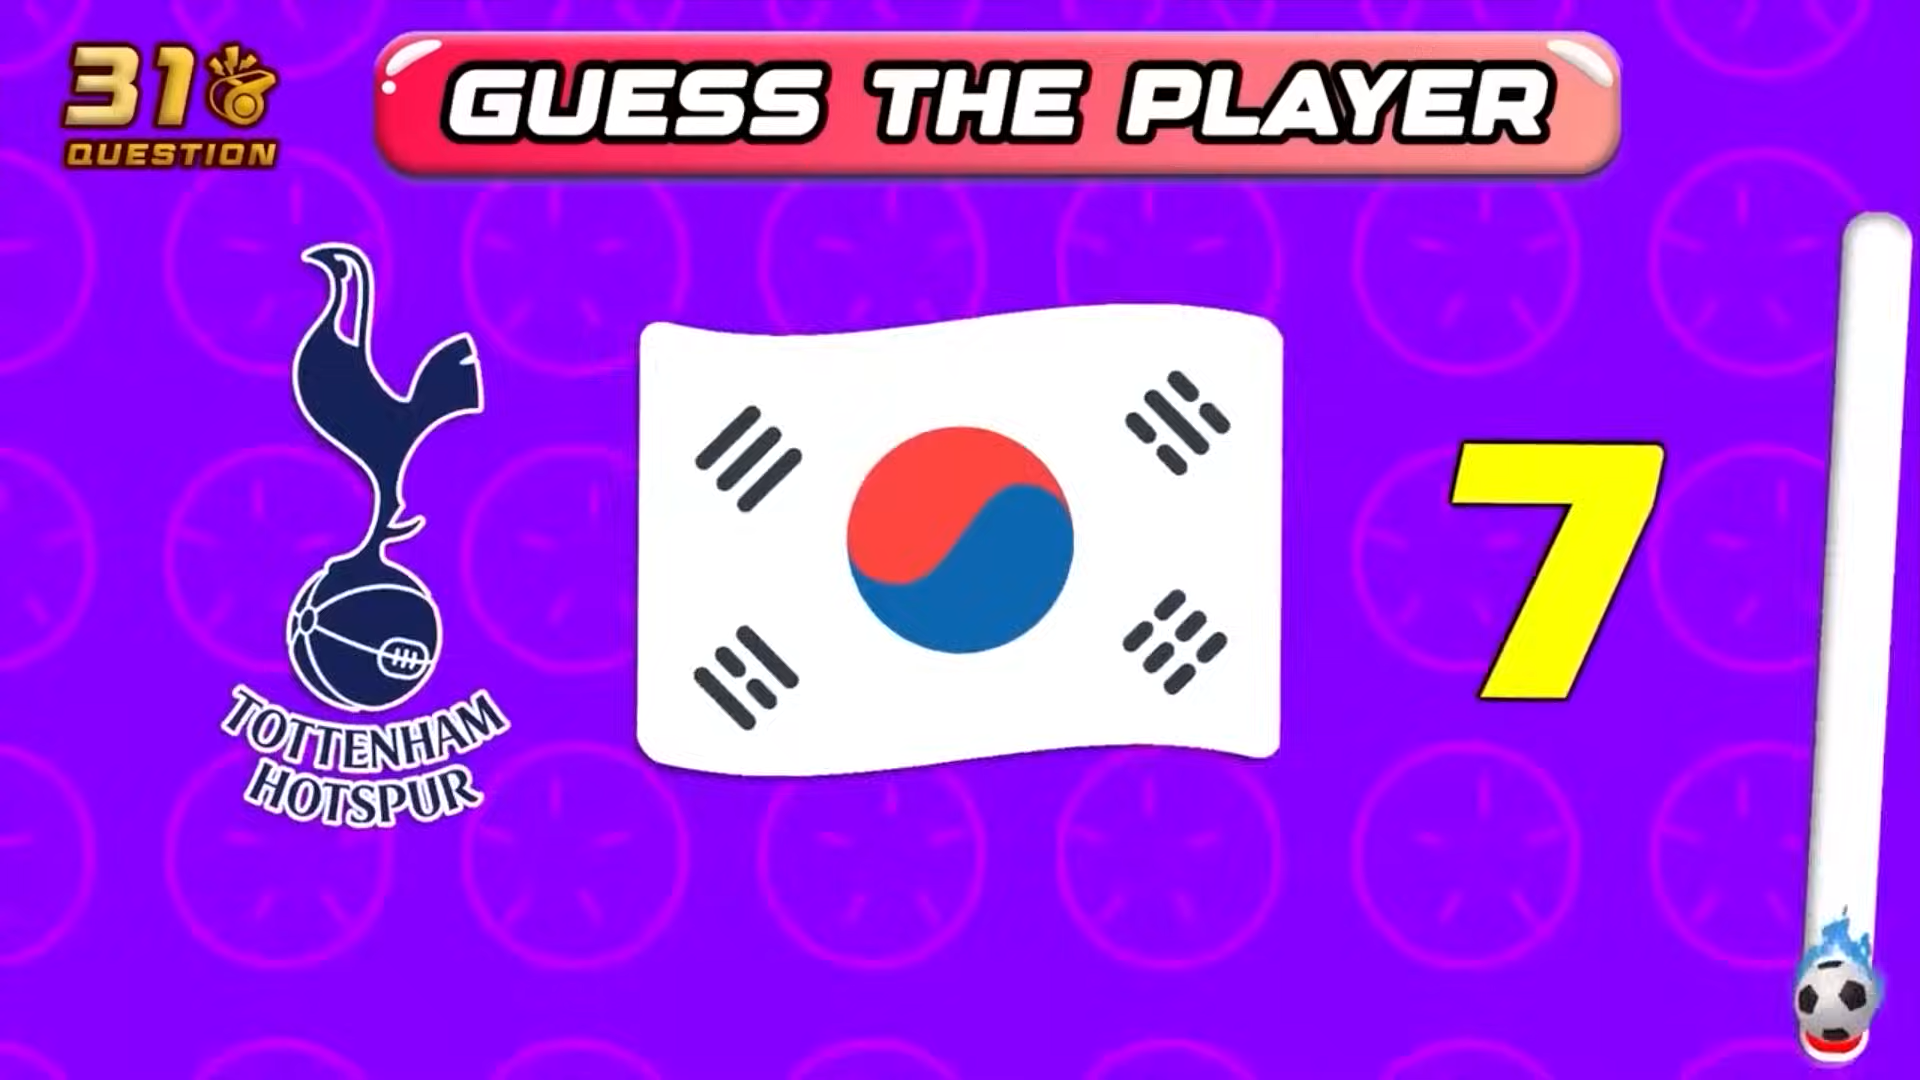 31
QUESTION
GUESS THE PLAYER
TOTTENHAM
HOTSPUR
7